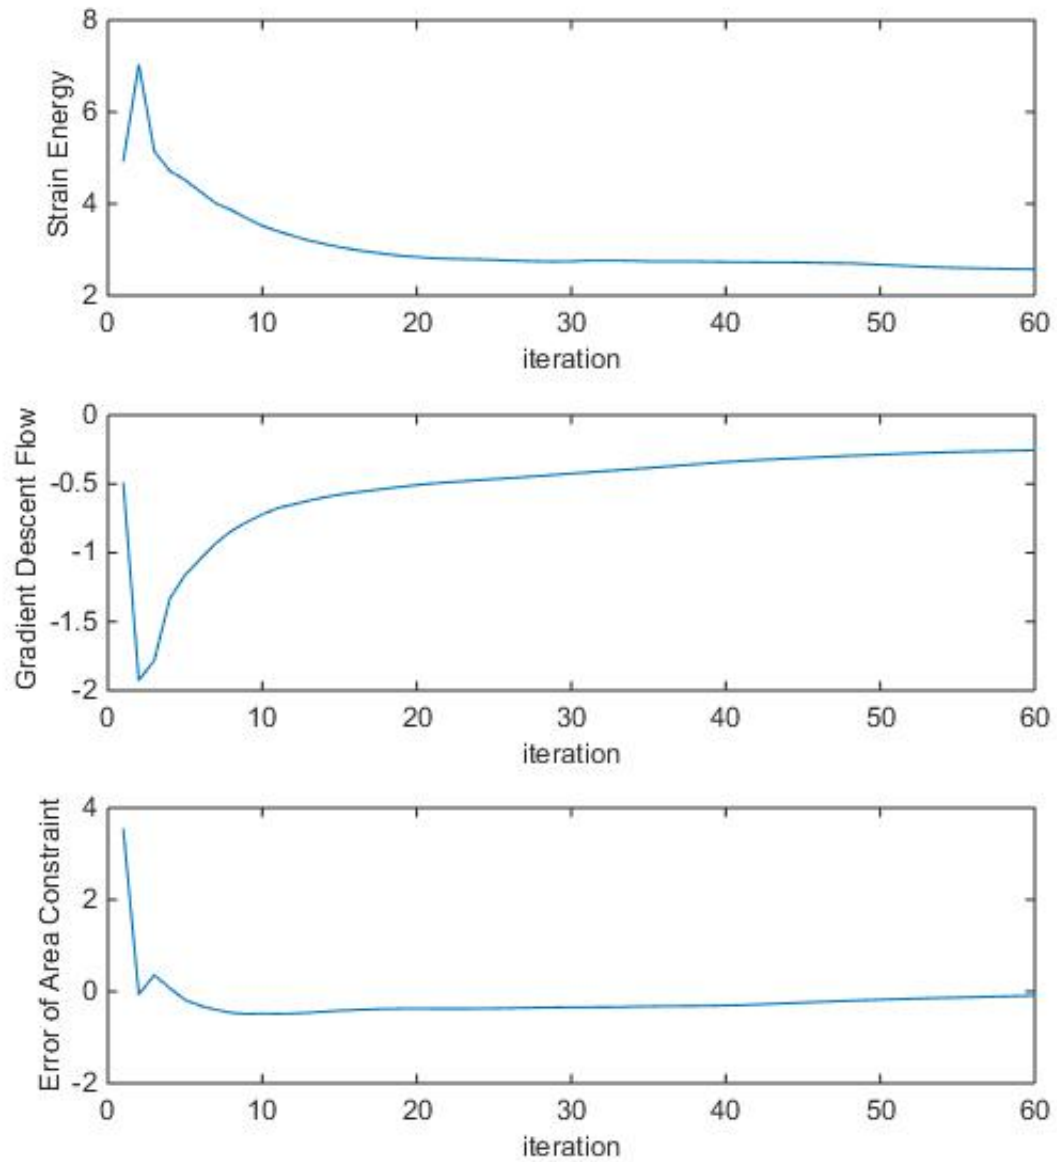 8
6
4
2
Strain Energy
0 10 20 30 40 50 60
iteration
0
-0.5
-1
-1.5
-2
Gradient Descent Flow
0 10 20 30 40 50 60
iteration
4
2
0
-2
Error of Area Constraint
0 10 20 30 40 50 60
iteration